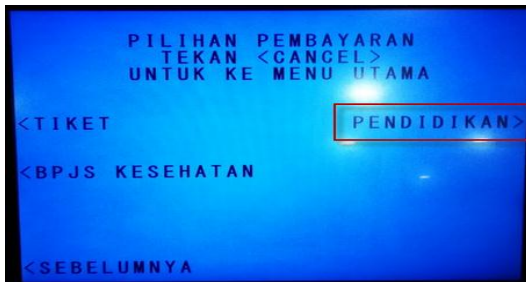 PILIHAN PEMBAYARAN
TEKAN <CANCEL>
UNTUK KE MENU UTAMA
<TIKET
PENDIDIKAN>
<BPJS KESEHATAN
<SEBELUMNYA